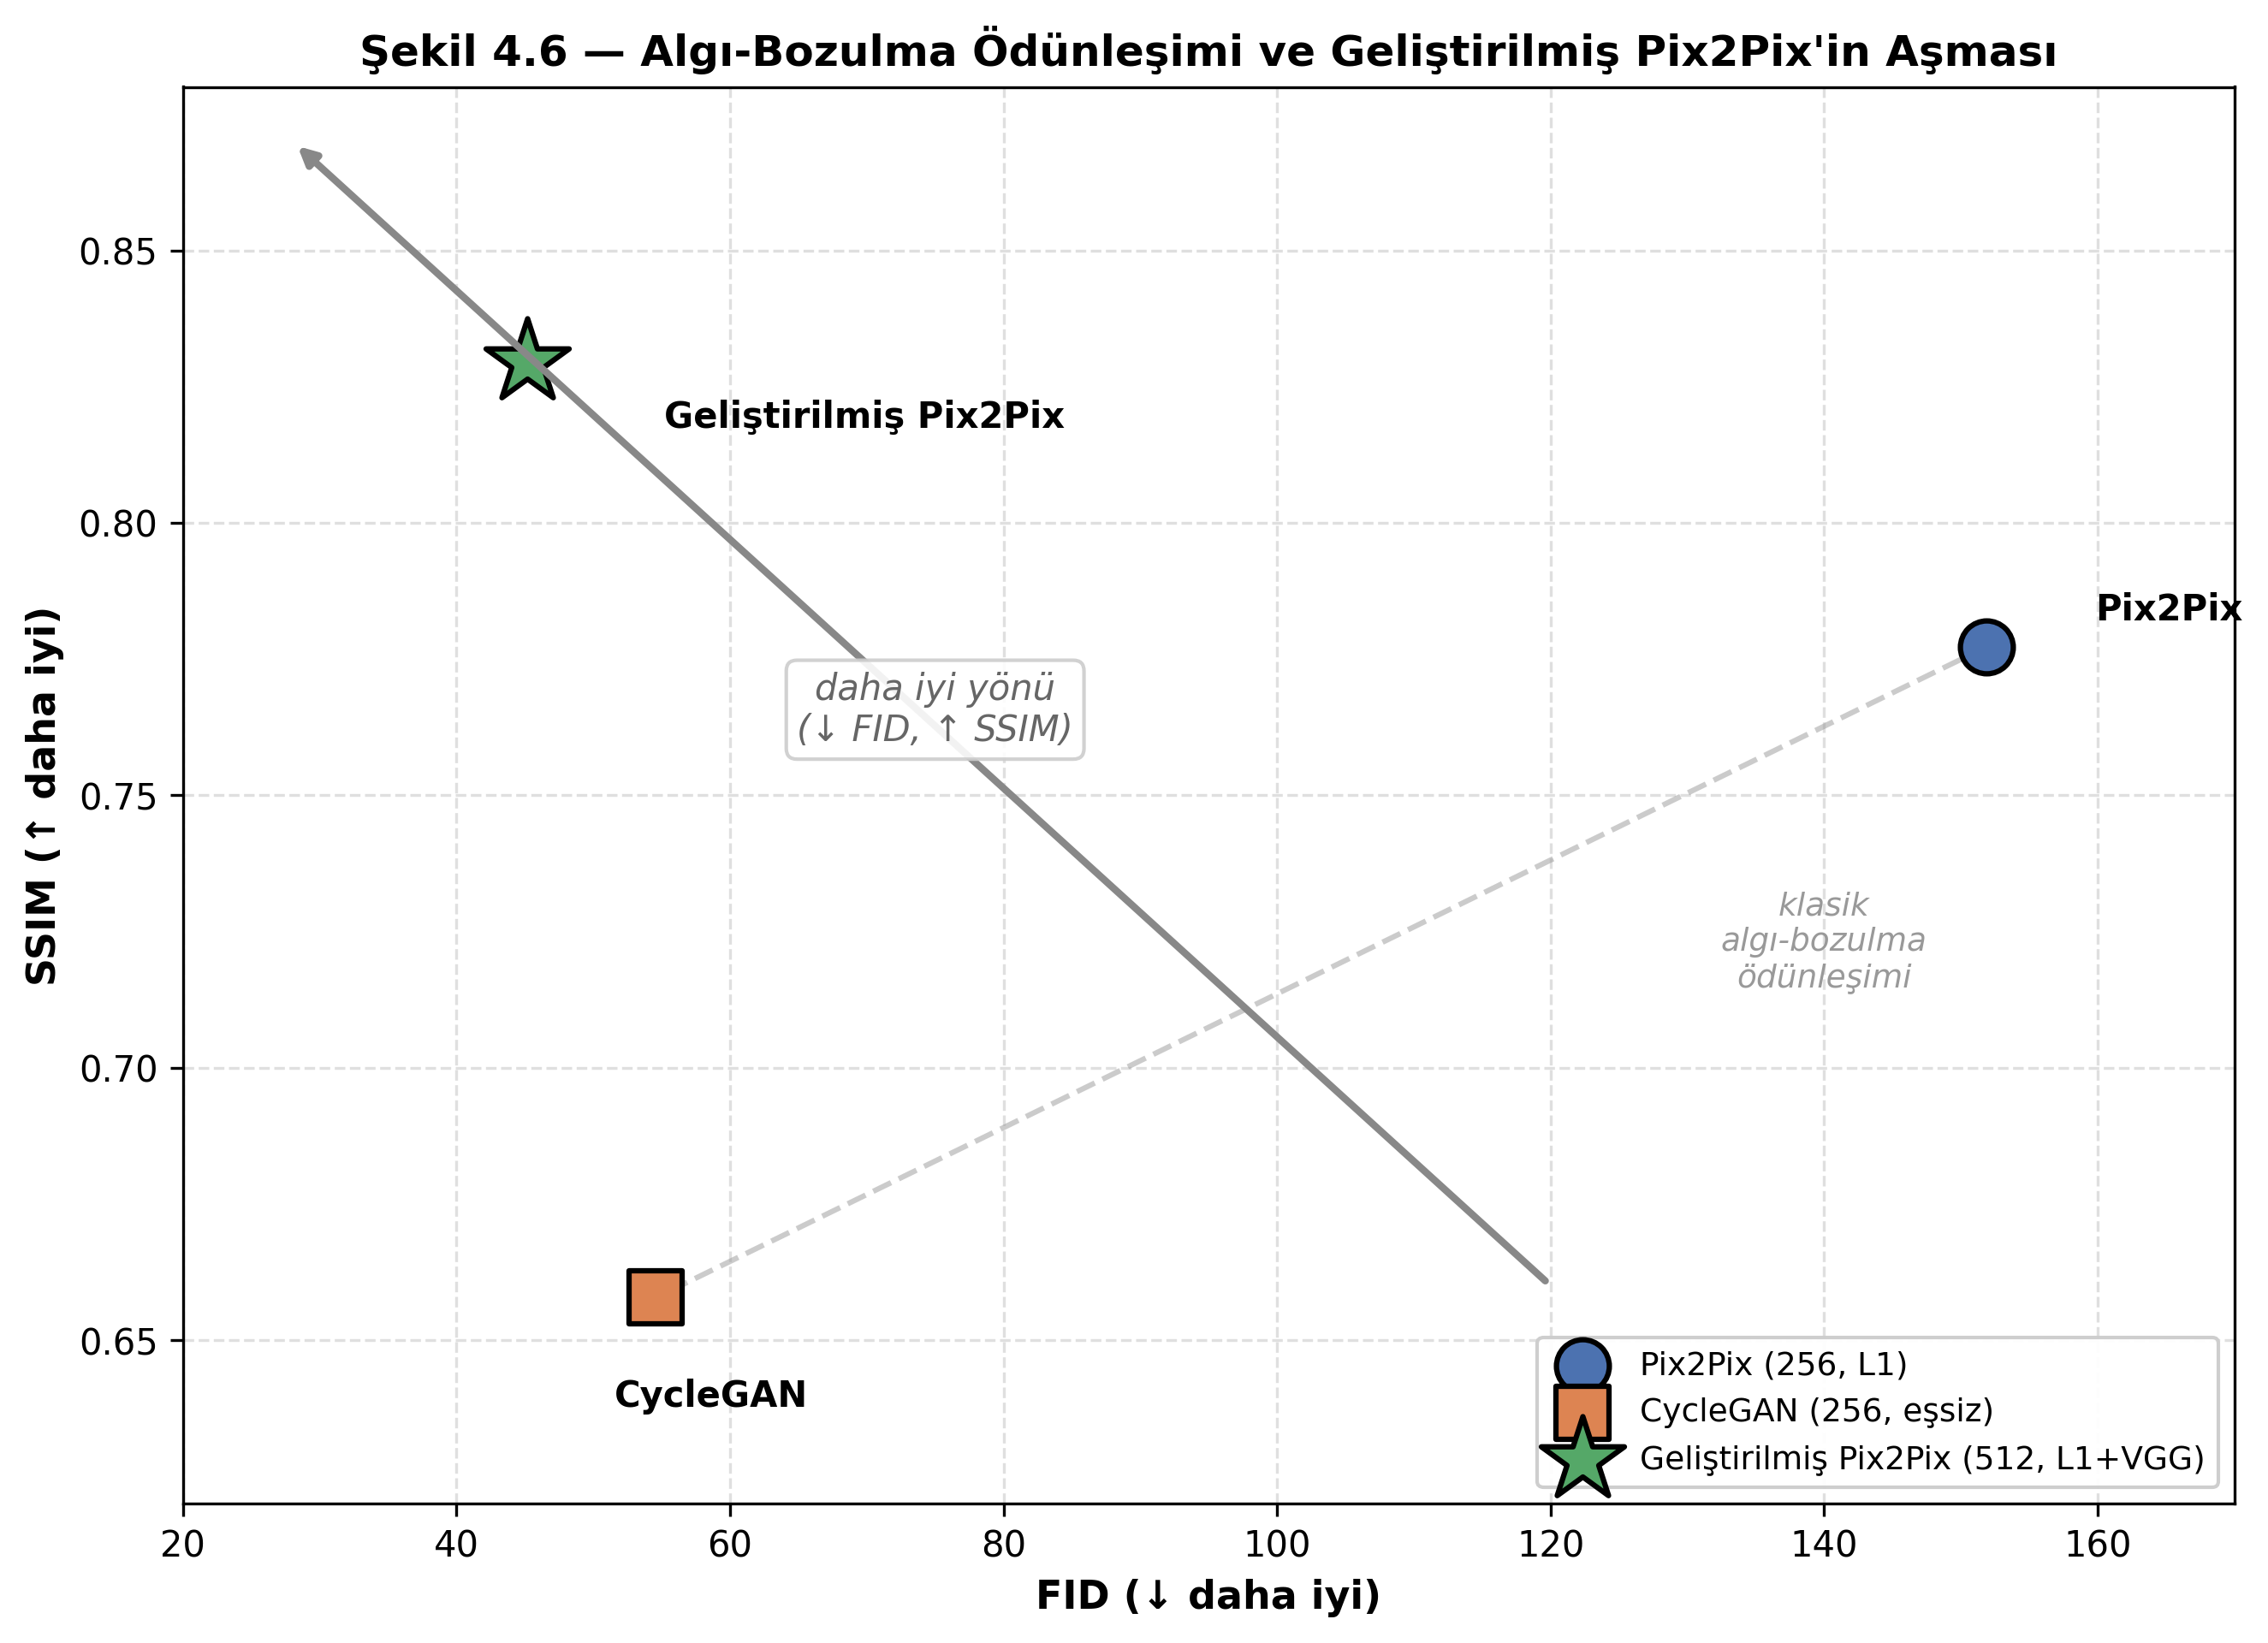 Şekil 4.6 — Algı-Bozulma Ödünleşimi ve Geliştirilmiş Pix2Pix'in Aşması
SSIM (↑ daha iyi)
0.85
0.80
0.75
0.70
0.65
Geliştirilmiş Pix2Pix
Pix2Pix
daha iyi yönü
(↓ FID, ↑ SSIM)
klasik
algı-bozulma
ödünleşimi
CycleGAN
Pix2Pix (256, L1)
CycleGAN (256, eşsiz)
Geliştirilmiş Pix2Pix (512, L1+VGG)
20 40 60 80 100 120 140 160
FID (↓ daha iyi)